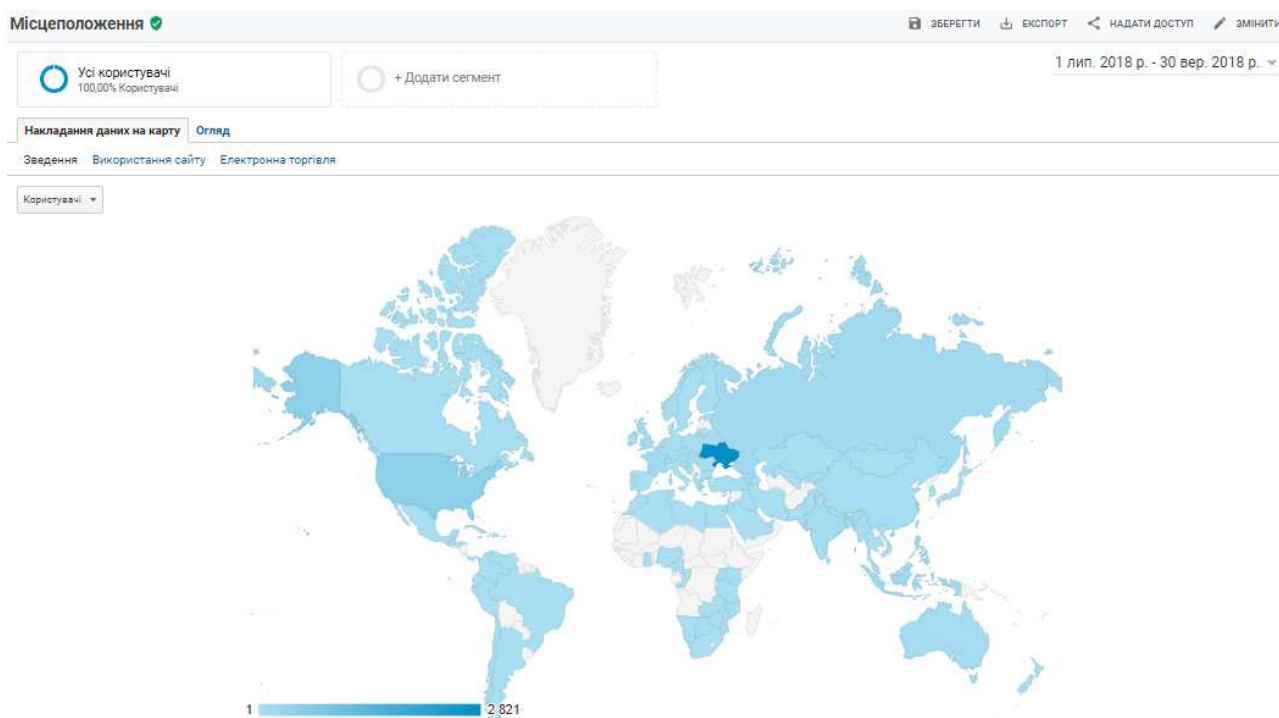 Місцеположення
ЗБЕРЕГТИ ЕКСПОРТ НАДАТИ ДОСТУП ЗМІНИТИ
Усі користувачі
100,00% Користувачі
+ Додати сегмент
1 лип. 2018 р. - 30 вер. 2018 р.
Накладання даних на карту Огляд
Зведення Використання сайту Електронна торгівля
Користувачі
1 2 821